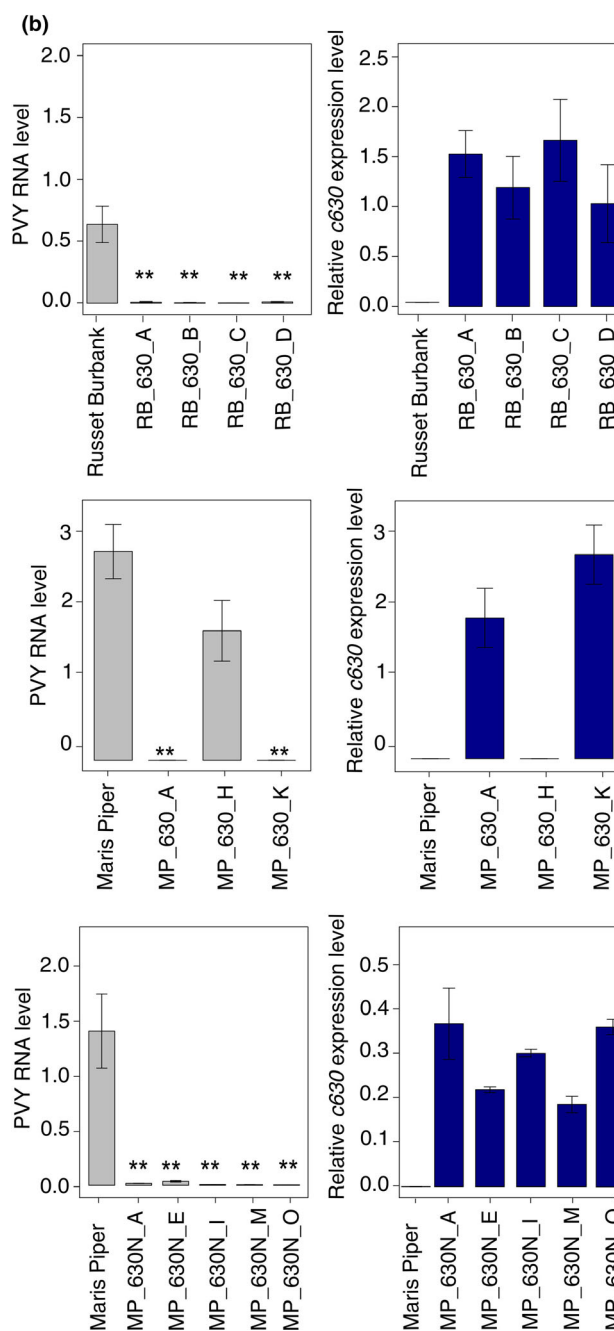 (b)
PVY RNA level
2.0
1.5
1.0
0.5
0.0
**
**
**
**
Russet Burbank
RB_630_A
RB_630_B
RB_630_C
RB_630_D
Relative c630 expression level
2.5
2.0
1.5
1.0
0.5
0.0
Russet Burbank
RB_630_A
RB_630_B
RB_630_C
RB_630_D
PVY RNA level
3
2
1
0
**
**
Maris Piper
MP_630_A
MP_630_H
MP_630_K
Relative c630 expression level
3
2
1
0
Maris Piper
MP_630_A
MP_630_H
MP_630_K
PVY RNA level
2.0
1.5
1.0
0.5
0.0
**
**
**
**
**
Maris Piper
MP_630N_A
MP_630N_E
MP_630N_I
MP_630N_M
MP_630N_O
Relative c630 expression level
0.5
0.4
0.3
0.2
0.1
0.0
Maris Piper
MP_630N_A
MP_630N_E
MP_630N_I
MP_630N_M
MP_630N_O